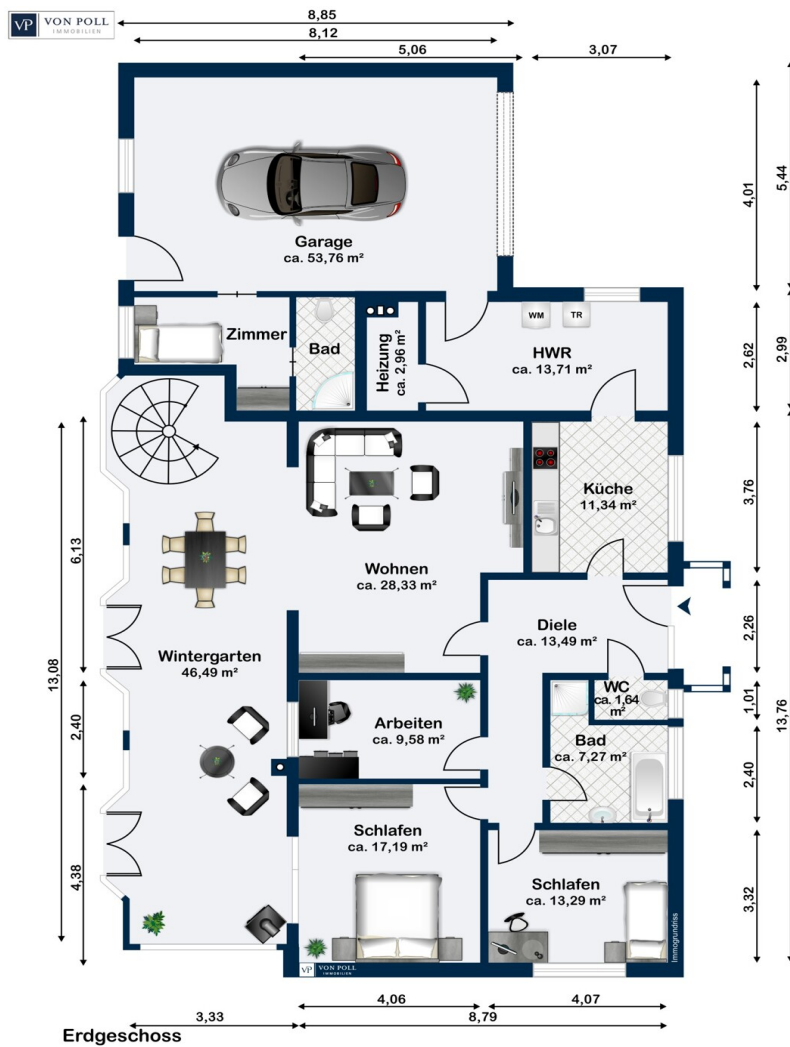 VP VON POLL
IMMOBILIEN
8,85
8,12
5,06
3,07
4,01
5,44
Garage
ca. 53,76 m²
Zimmer
Bad
Heizung
ca. 2,96 m²
WM
TR
HWR
ca. 13,71 m²
2,62
2,99
Küche
11,34 m²
3,76
Wohnen
ca. 28,33 m²
6,13
13,08
Wintergarten
46,49 m²
Diele
ca. 13,49 m²
2,26
WC
ca. 1,64
m²
1,01
13,76
2,40
Arbeiten
ca. 9,58 m²
Bad
ca. 7,27 m²
2,40
4,38
Schlafen
ca. 17,19 m²
Schlafen
ca. 13,29 m²
3,32
Immogrundriss
VP VON POLL
IMMOBILIEN
4,06
4,07
3,33
8,79
Erdgeschoss